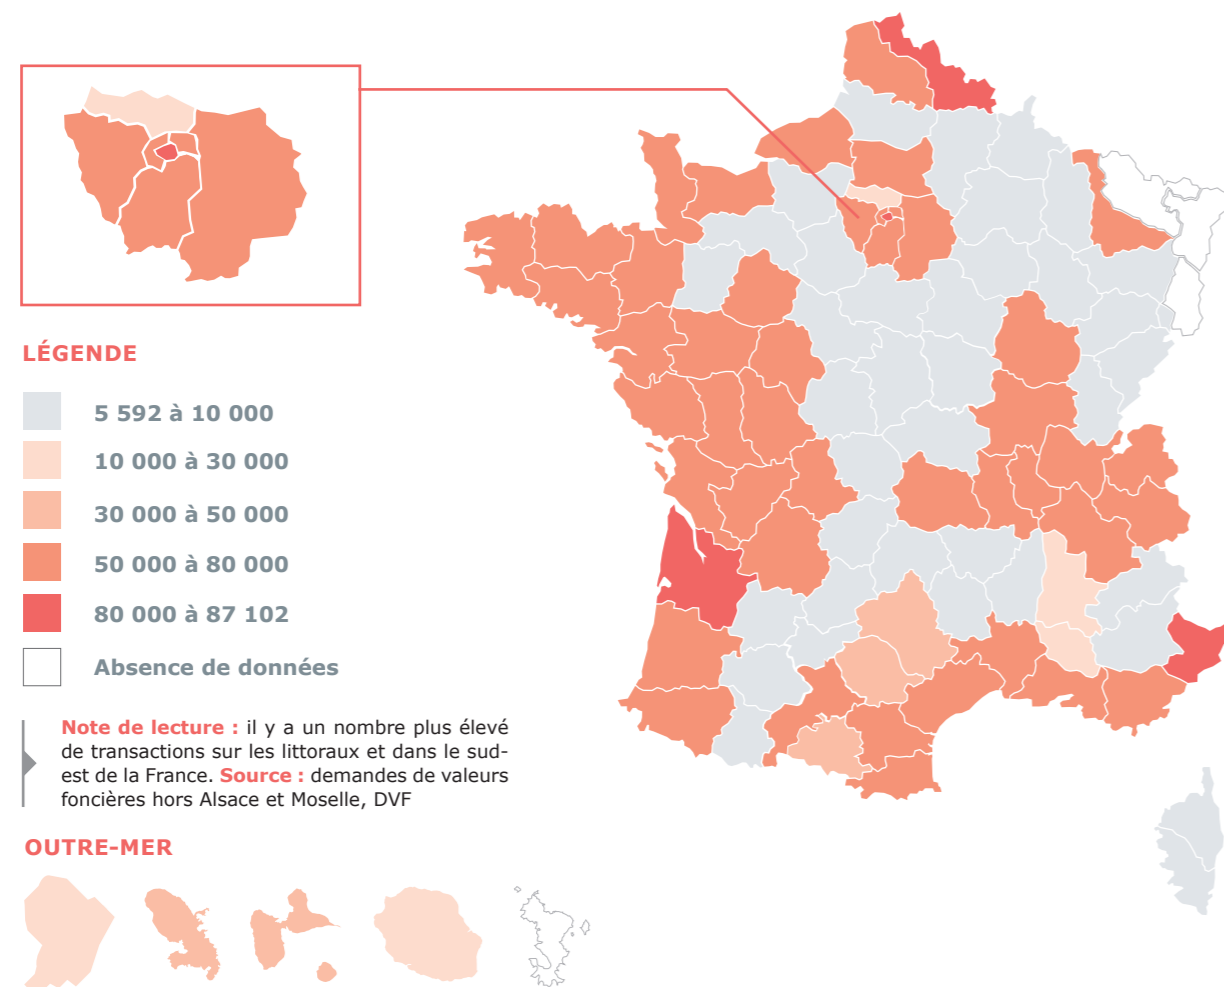 LÉGENDE
5 592 à 10 000
10 000 à 30 000
30 000 à 50 000
50 000 à 80 000
80 000 à 87 102
Absence de données
Note de lecture : il y a un nombre plus élevé
de transactions sur les littoraux et dans le sud-
est de la France. Source : demandes de valeurs
foncières hors Alsace et Moselle, DVF
OUTRE-MER